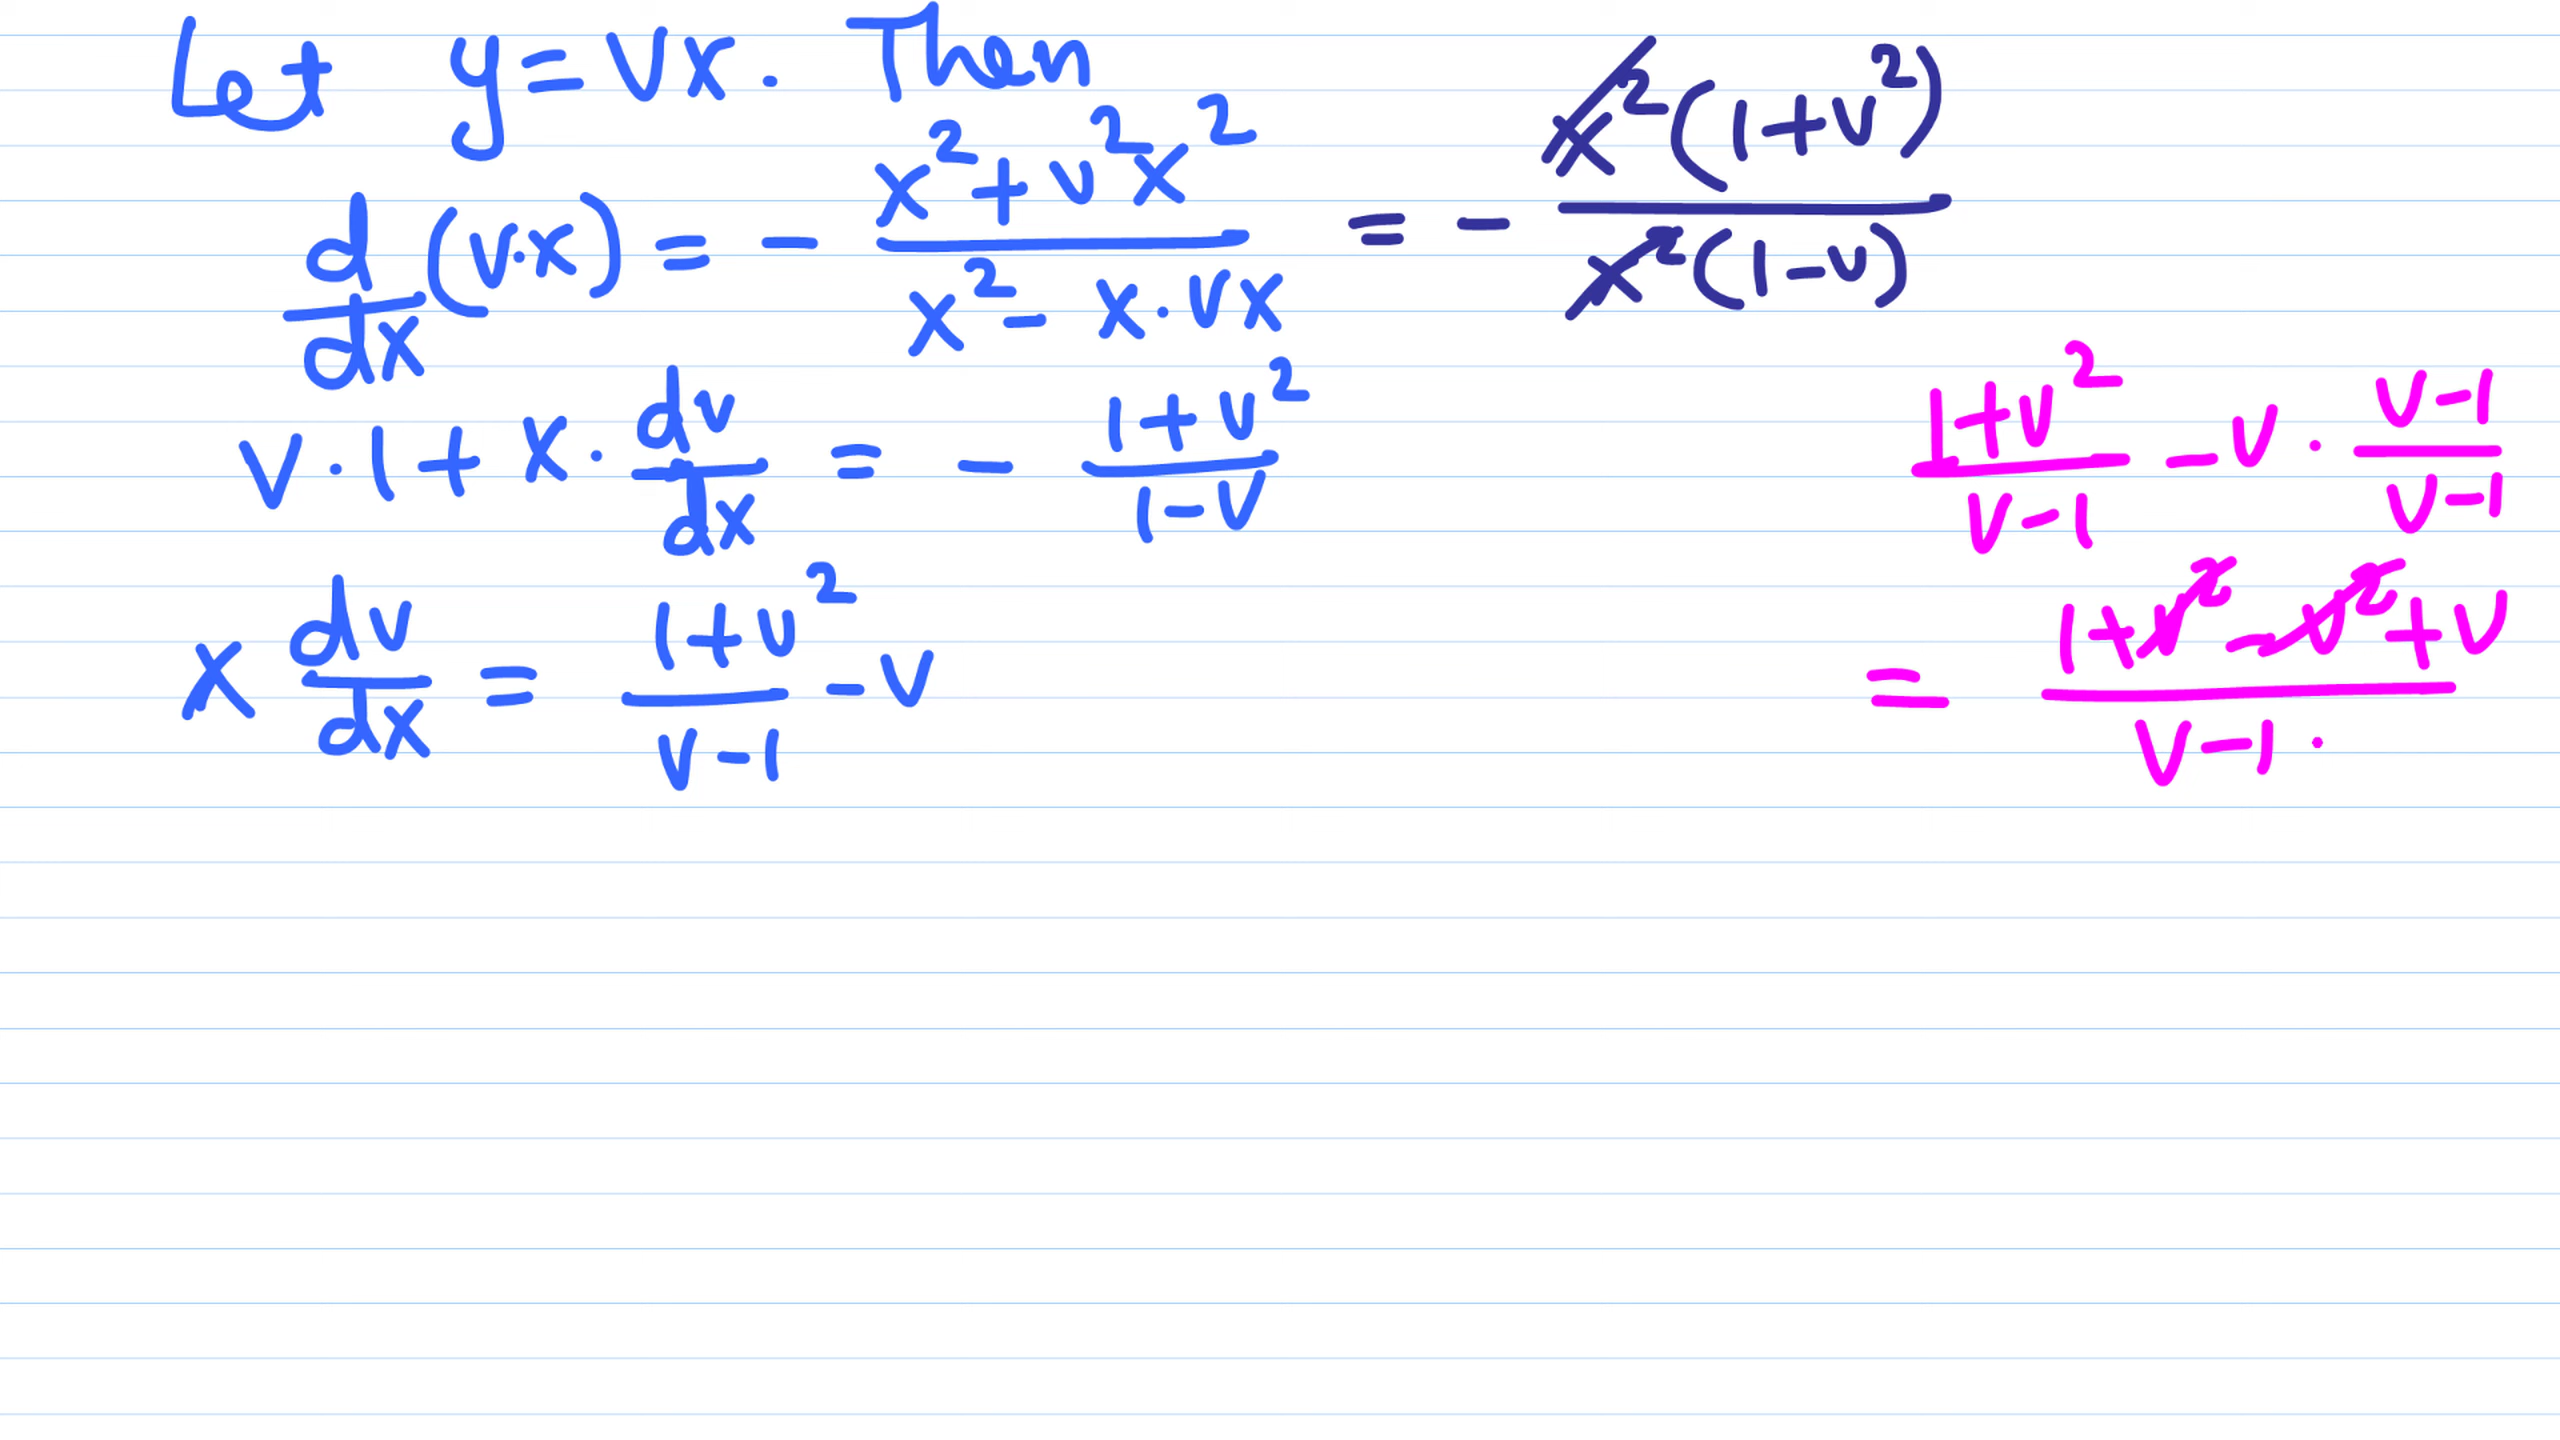 Let y = vx. Then
d/dx (v·x) = - (x² + v²x²)/(x² - x·vx) = - x²(1+v²)/x²(1-v)
v·1 + x·dv/dx = - (1+v²)/(1-v)
x dv/dx = (1+v²)/(v-1) - v
(1+v²)/(v-1) - v · (v-1)/(v-1)
= (1+v² - v² + v)/(v-1) ·